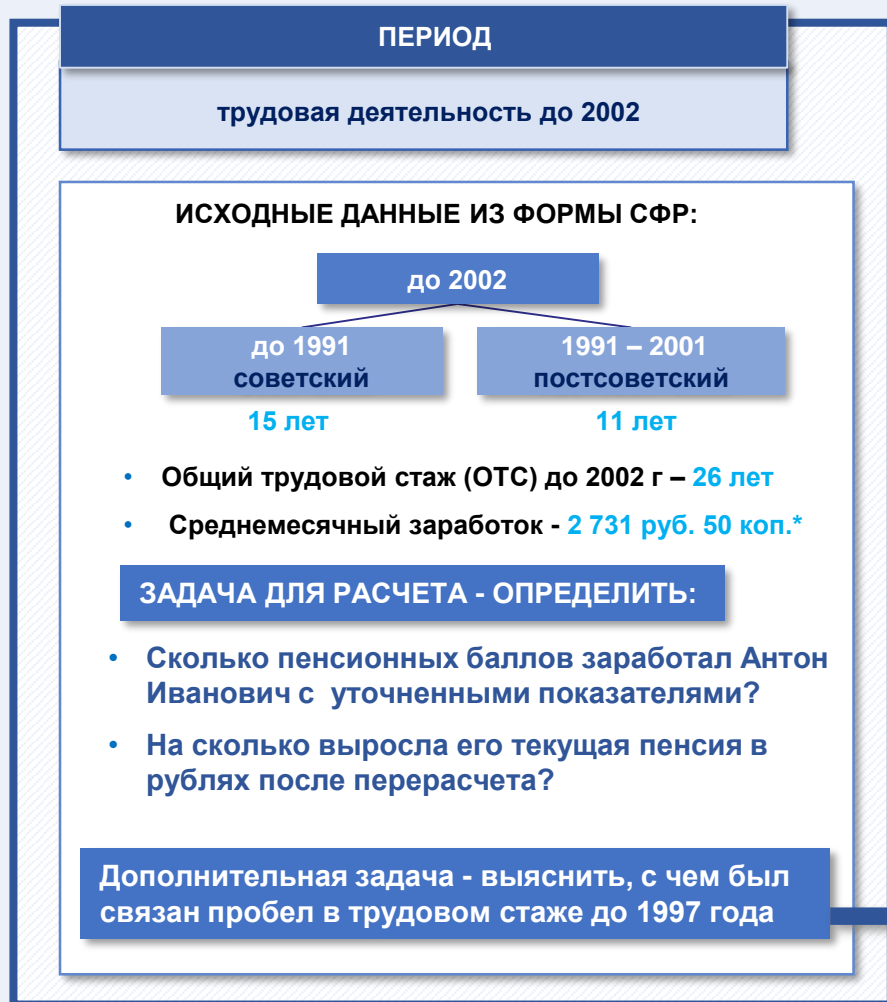 ПЕРИОД
трудовая деятельность до 2002
ИСХОДНЫЕ ДАННЫЕ ИЗ ФОРМЫ СФР:
до 2002
до 1991
советский
1991 – 2001
постсоветский
15 лет
11 лет
• Общий трудовой стаж (ОТС) до 2002 г – 26 лет
• Среднемесячный заработок - 2 731 руб. 50 коп.*
ЗАДАЧА ДЛЯ РАСЧЕТА - ОПРЕДЕЛИТЬ:
• Сколько пенсионных баллов заработал Антон
Иванович с уточненными показателями?
• На сколько выросла его текущая пенсия в
рублях после перерасчета?
Дополнительная задача - выяснить, с чем был
связан пробел в трудовом стаже до 1997 года